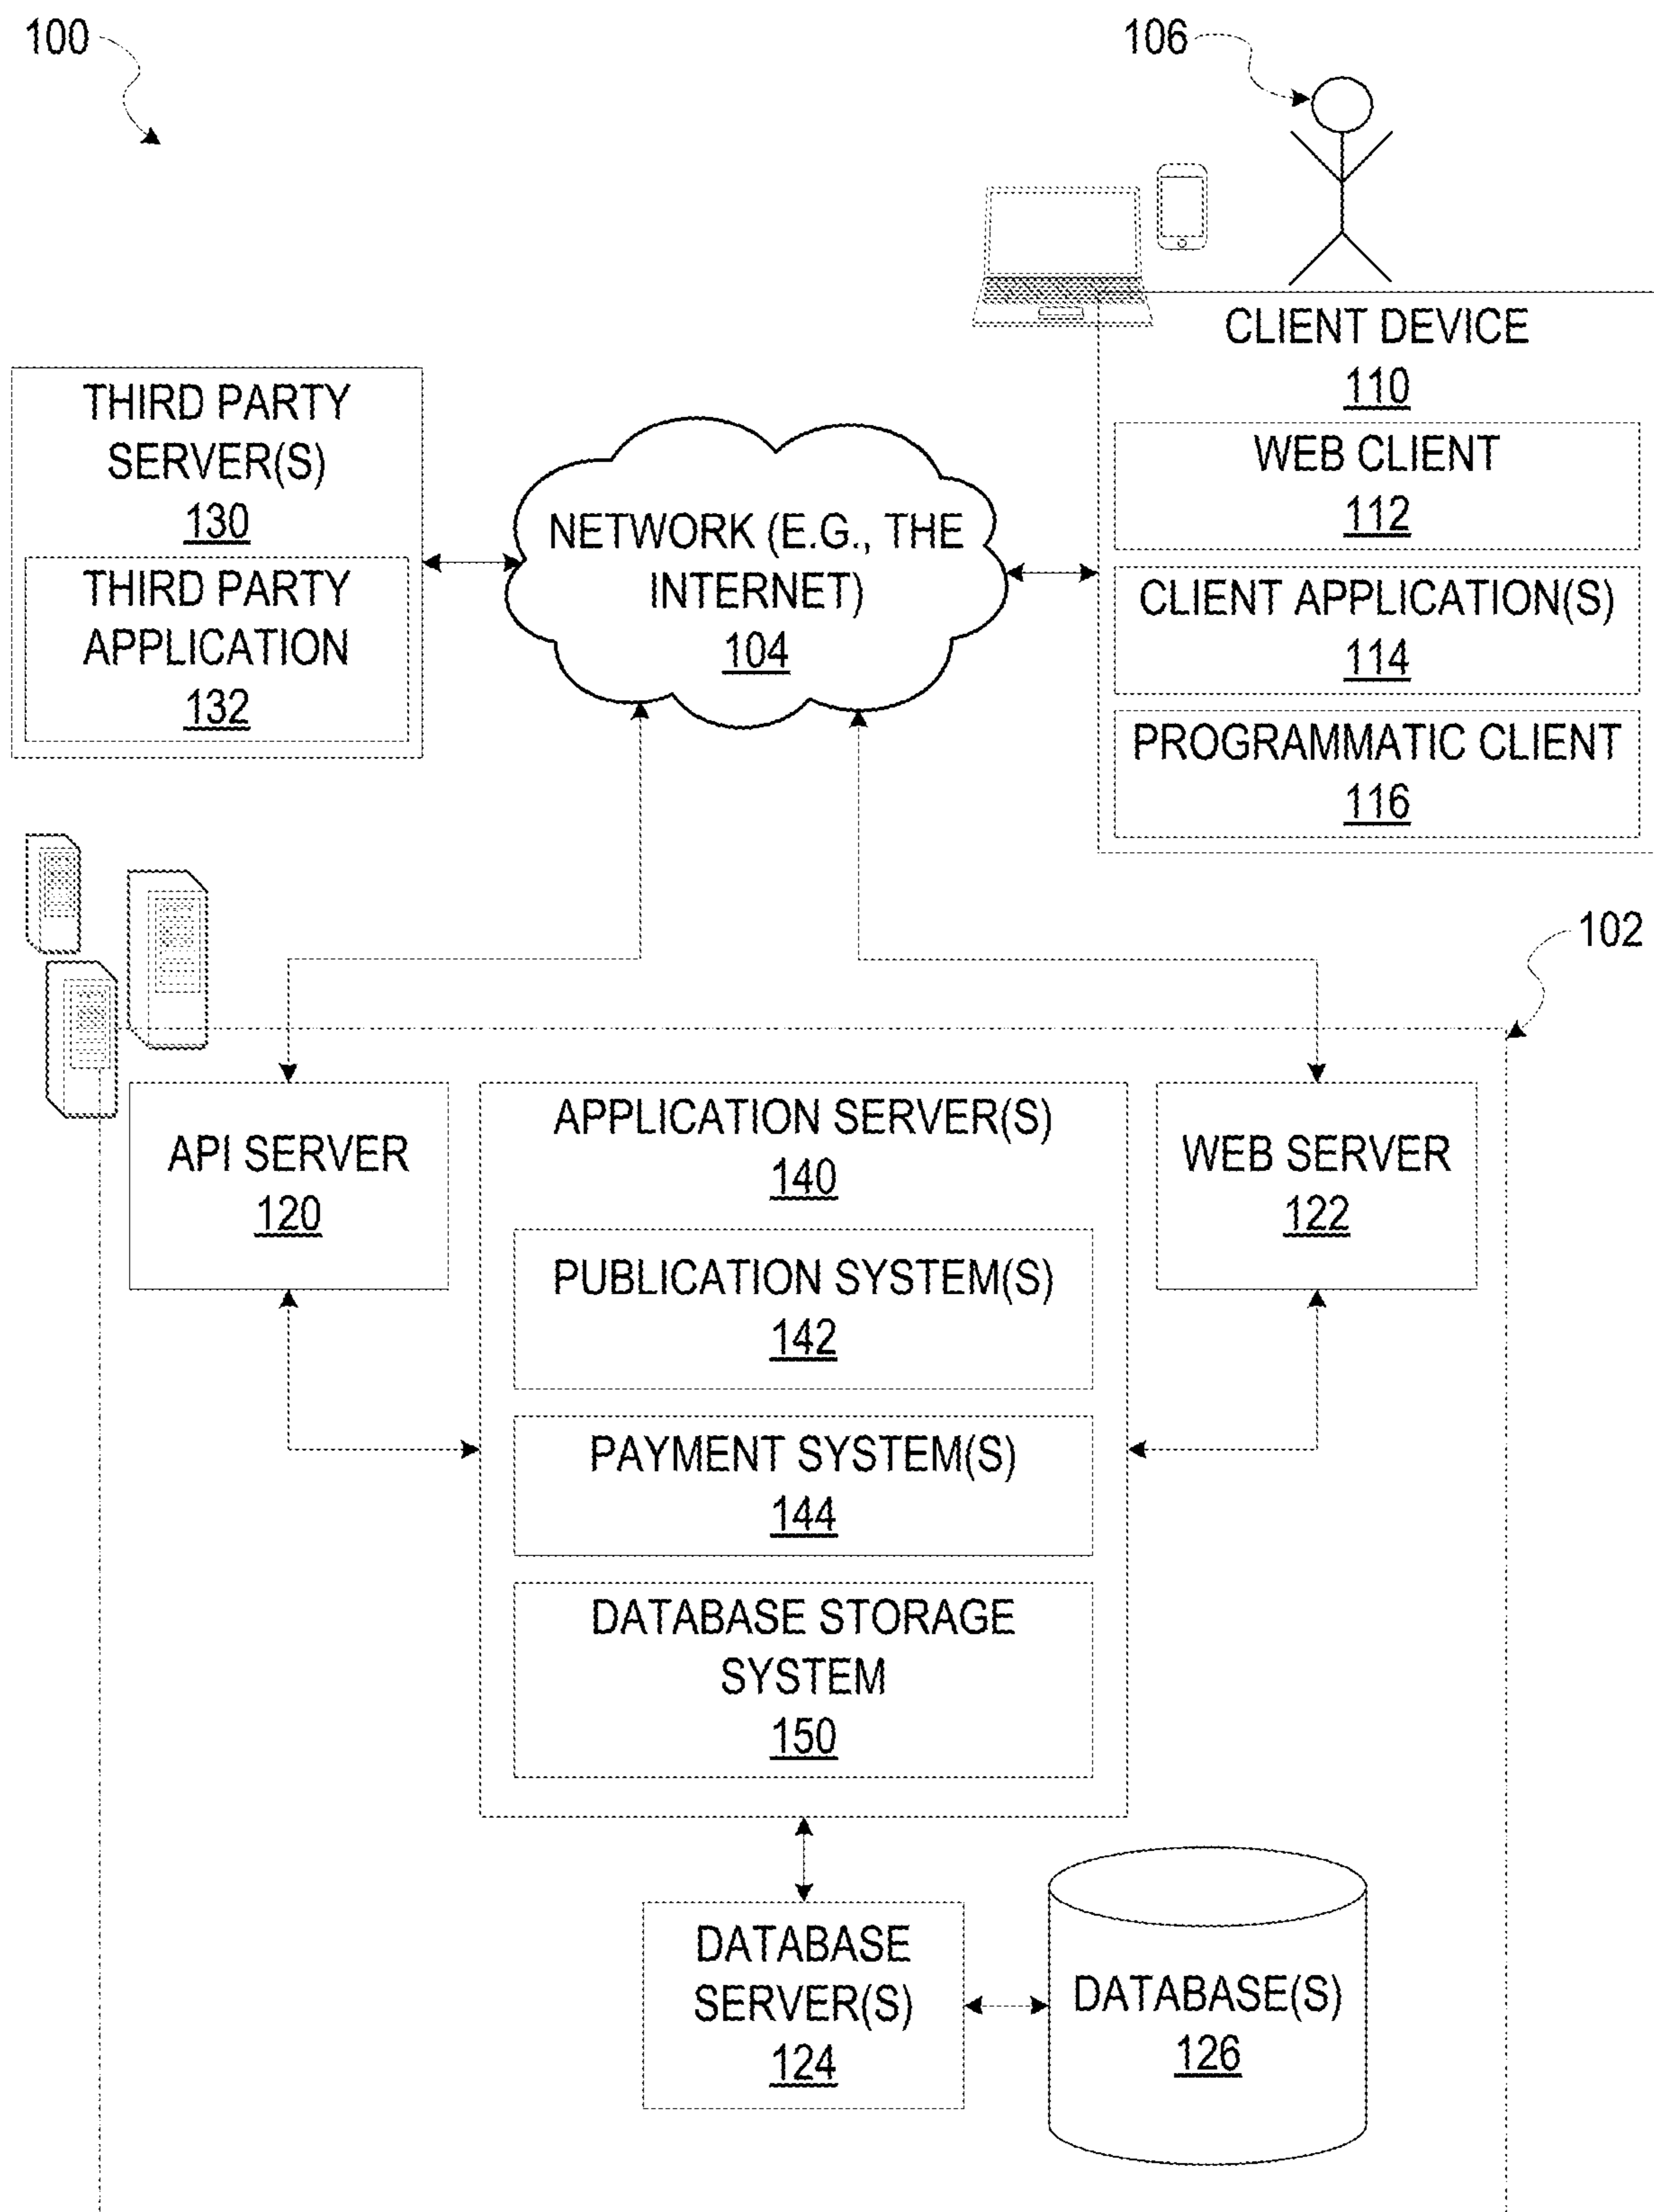 100
106
CLIENT DEVICE
110
WEB CLIENT
112
CLIENT APPLICATION(S)
114
PROGRAMMATIC CLIENT
116
THIRD PARTY
SERVER(S)
130
THIRD PARTY
APPLICATION
132
NETWORK (E.G., THE
INTERNET)
104
102
API SERVER
120
APPLICATION SERVER(S)
140
PUBLICATION SYSTEM(S)
142
PAYMENT SYSTEM(S)
144
DATABASE STORAGE
SYSTEM
150
WEB SERVER
122
DATABASE
SERVER(S)
124
DATABASE(S)
126